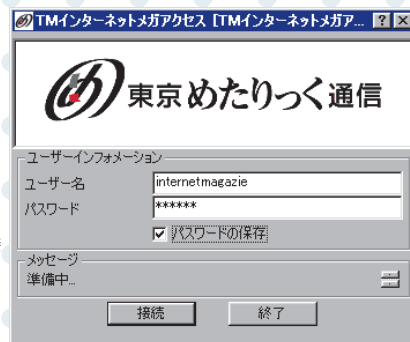 TMインターネットメガアクセス [TMインターネットメガア...
東京めたりっく通信
ユーザーインフォメーション
ユーザー名 internetmagazie
パスワード ******
パスワードの保存
メッセージ
準備中...
接続 終了